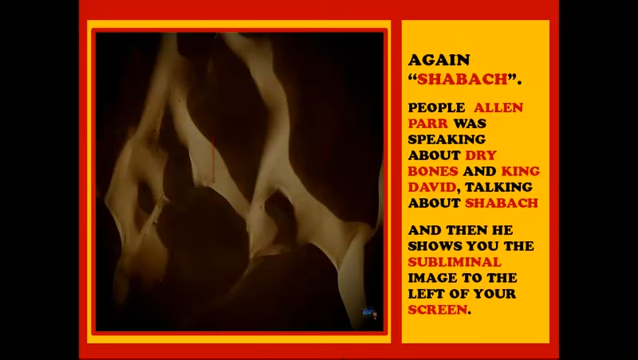 AGAIN
“SHABACH”.
PEOPLE ALLEN
PARR WAS
SPEAKING
ABOUT DRY
BONES AND KING
DAVID, TALKING
ABOUT SHABACH
AND THEN HE
SHOWS YOU THE
SUBLIMINAL
IMAGE TO THE
LEFT OF YOUR
SCREEN.